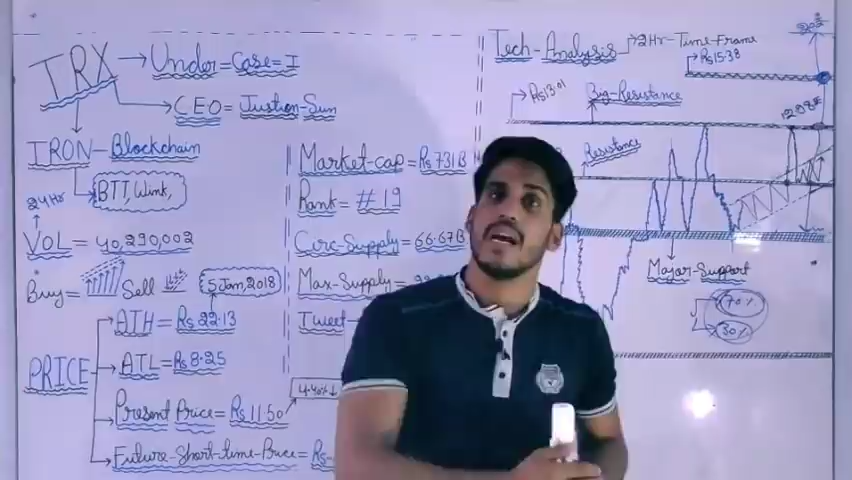 TRX → Under = Case = I
CEO = Justion-Sun
IRON-Blockchain
BTT, Wink,
24Hr
VOL = 40,290,002
Buy = Sell
5 Jan, 2018
PRICE
ATH = Rs 22.13
ATL = Rs 8.25
Present Price = Rs 11.50
4.40% ↓
Future-Short-time-Price = Rs-
Market-cap = Rs 731B
Rank = #19
Circ-Supply = 66.67B
Max-Supply =
Tweet-
Tech-Analysis → 2Hr-Time-Frame
Rs 15.38
Rs 13.01
Big-Resistance
Resistance
Major-Support
70%
30%